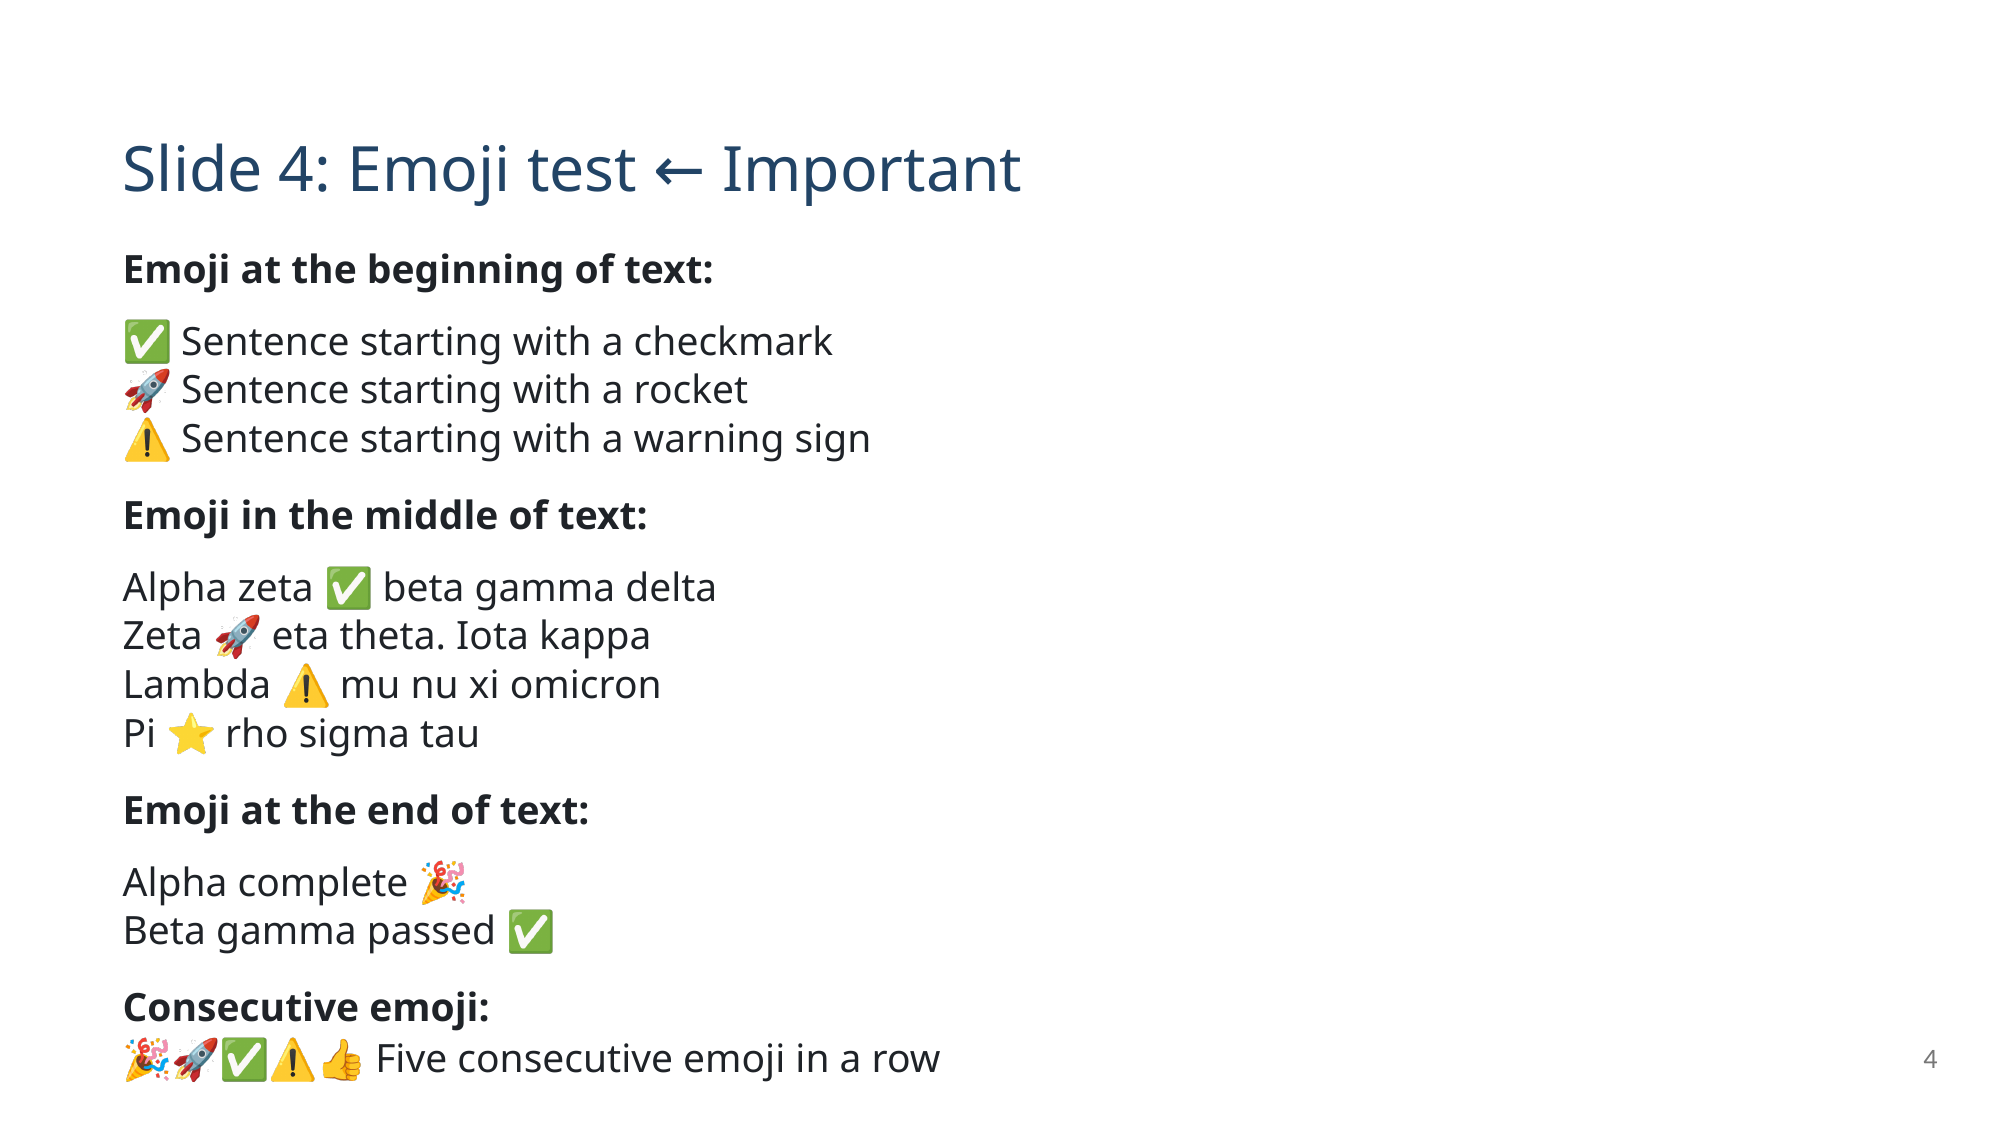 Slide 4: Emoji test ← Important
Emoji at the beginning of text:
✅ Sentence starting with a checkmark
🚀 Sentence starting with a rocket
⚠️ Sentence starting with a warning sign
Emoji in the middle of text:
Alpha zeta ✅ beta gamma delta
Zeta 🚀 eta theta. Iota kappa
Lambda ⚠️ mu nu xi omicron
Pi ⭐ rho sigma tau
Emoji at the end of text:
Alpha complete 🎉
Beta gamma passed ✅
Consecutive emoji:
🎉🚀✅⚠️👍 Five consecutive emoji in a row
4